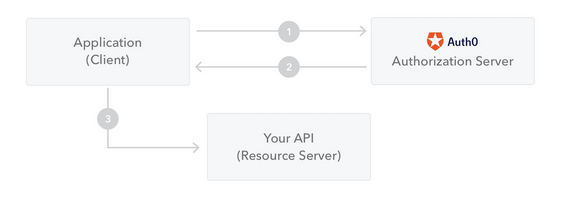 Application
(Client)
1
Auth0
Authorization Server
2
3
Your API
(Resource Server)